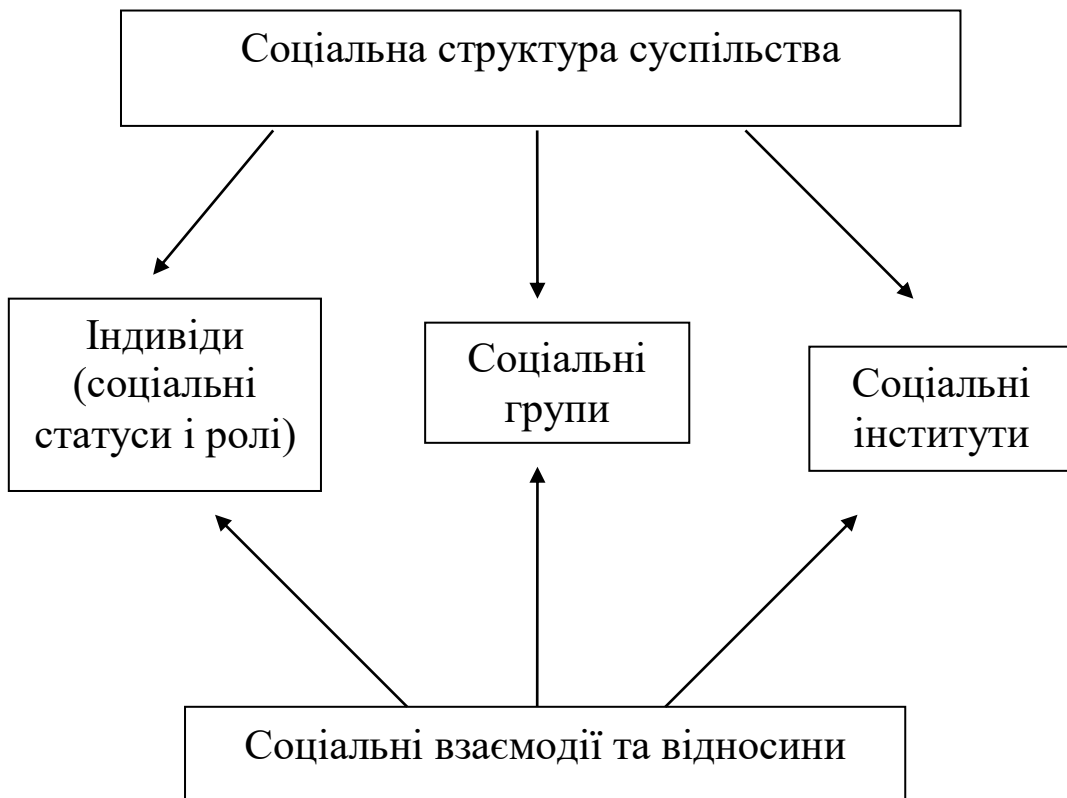 Соціальна структура суспільства
Індивіди
(соціальні
статуси і ролі)
Соціальні
групи
Соціальні
інститути
Соціальні взаємодії та відносини